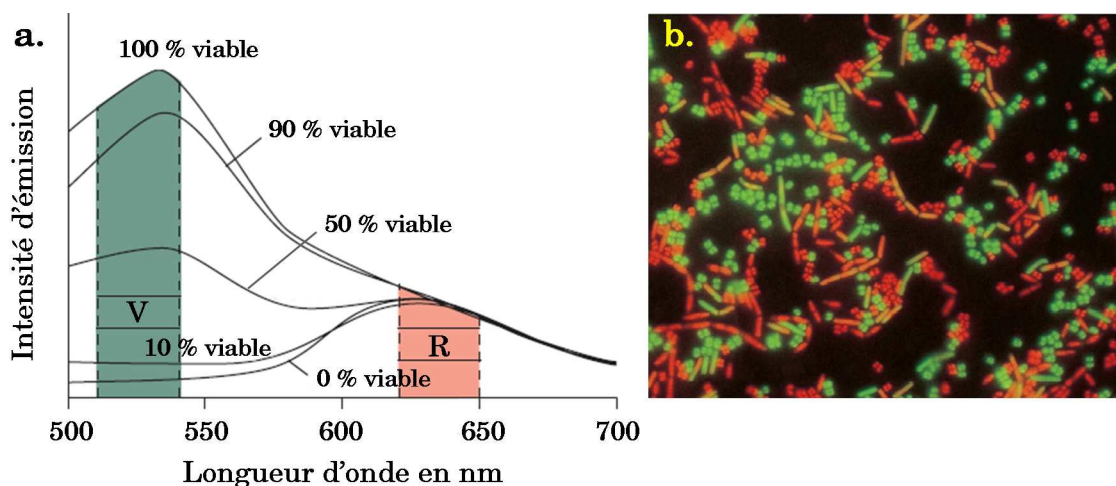 a.
100 % viable
90 % viable
50 % viable
V
10 % viable
R
0 % viable
Intensité d'émission
500 550 600 650 700
Longueur d'onde en nm
b.